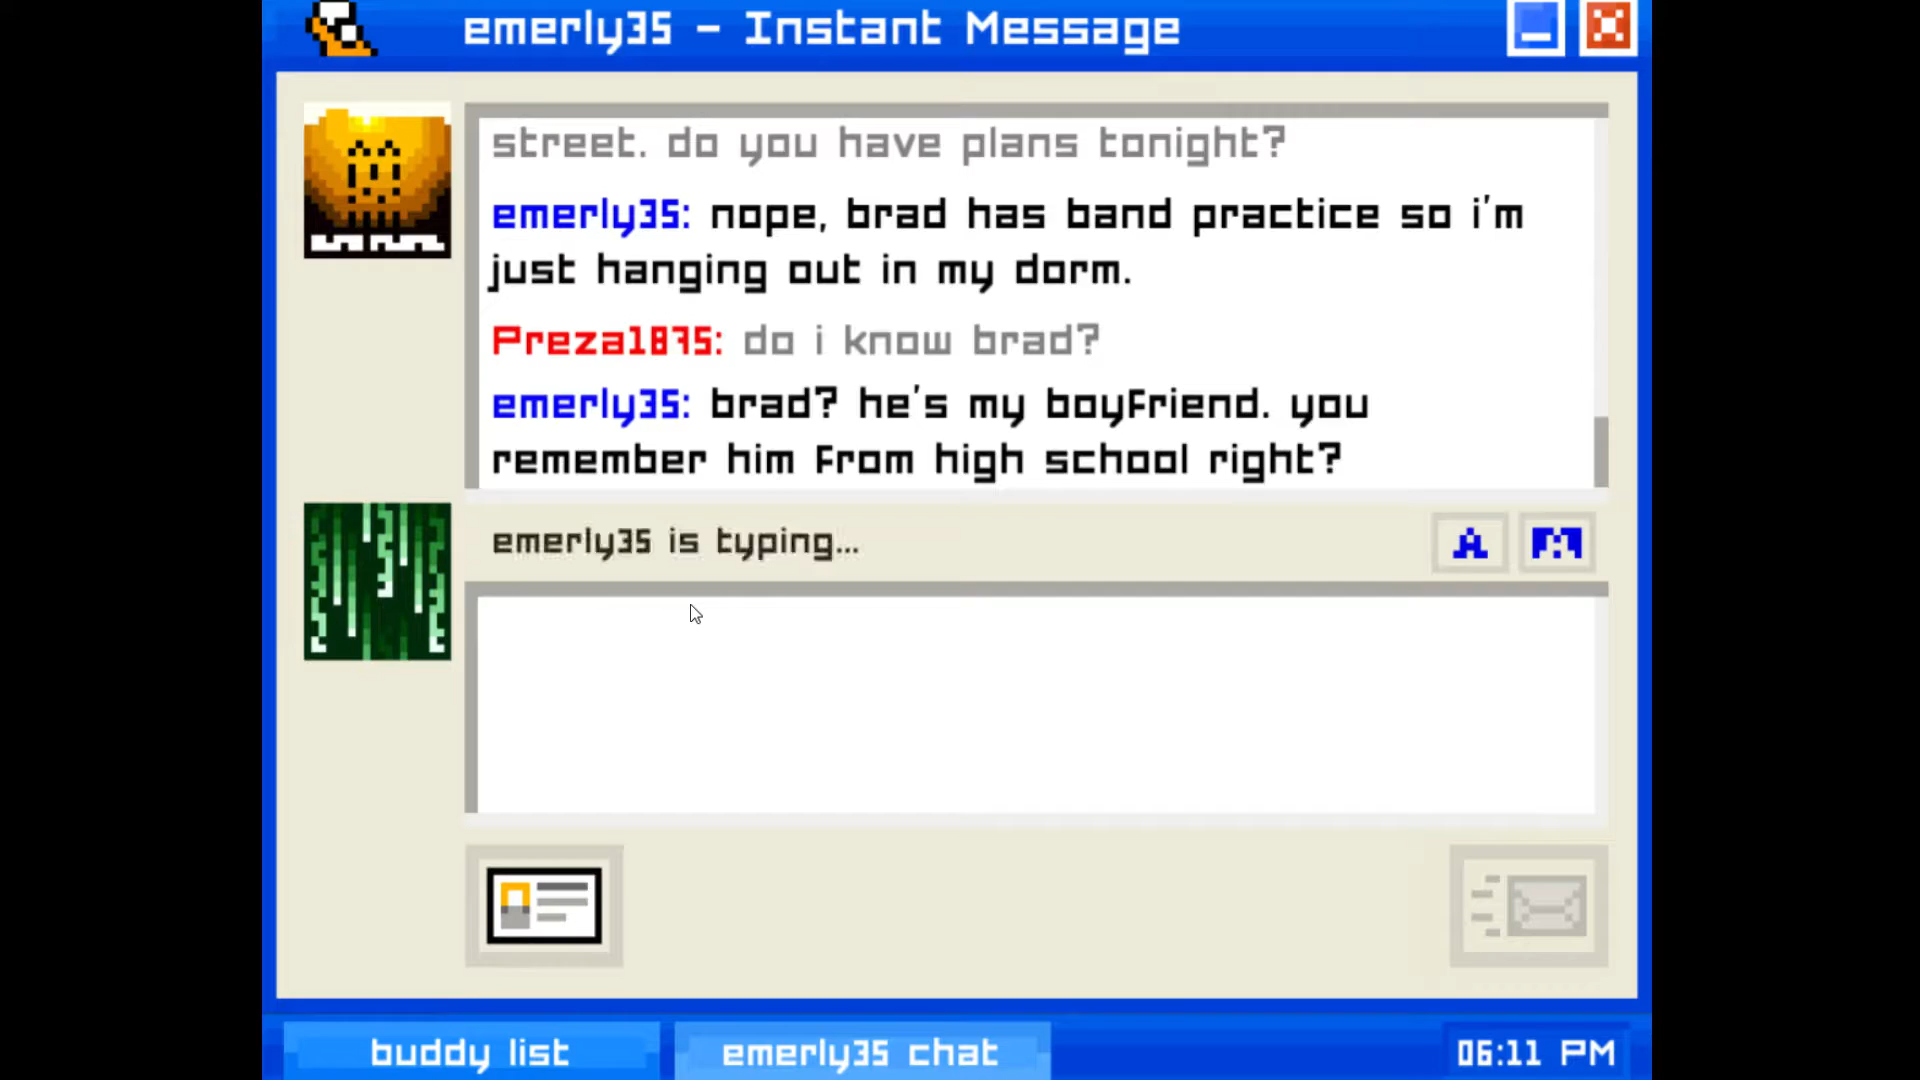 emerly35 - Instant Message
street. do you have plans tonight?
emerly35: nope, brad has band practice so i'm
just hanging out in my dorm.
Preza1875: do i know brad?
emerly35: brad? he's my boyfriend. you
remember him from high school right?
emerly35 is typing...
A
buddy list
emerly35 chat
06:11 PM